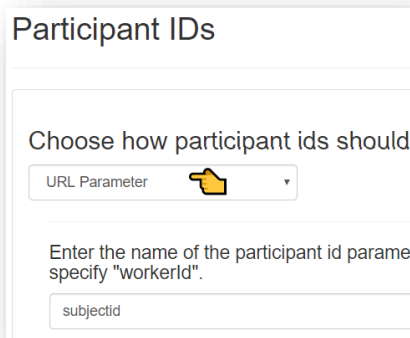 Participant IDs
Choose how participant ids should
URL Parameter
Enter the name of the participant id parame
specify "workerId".
subjectid